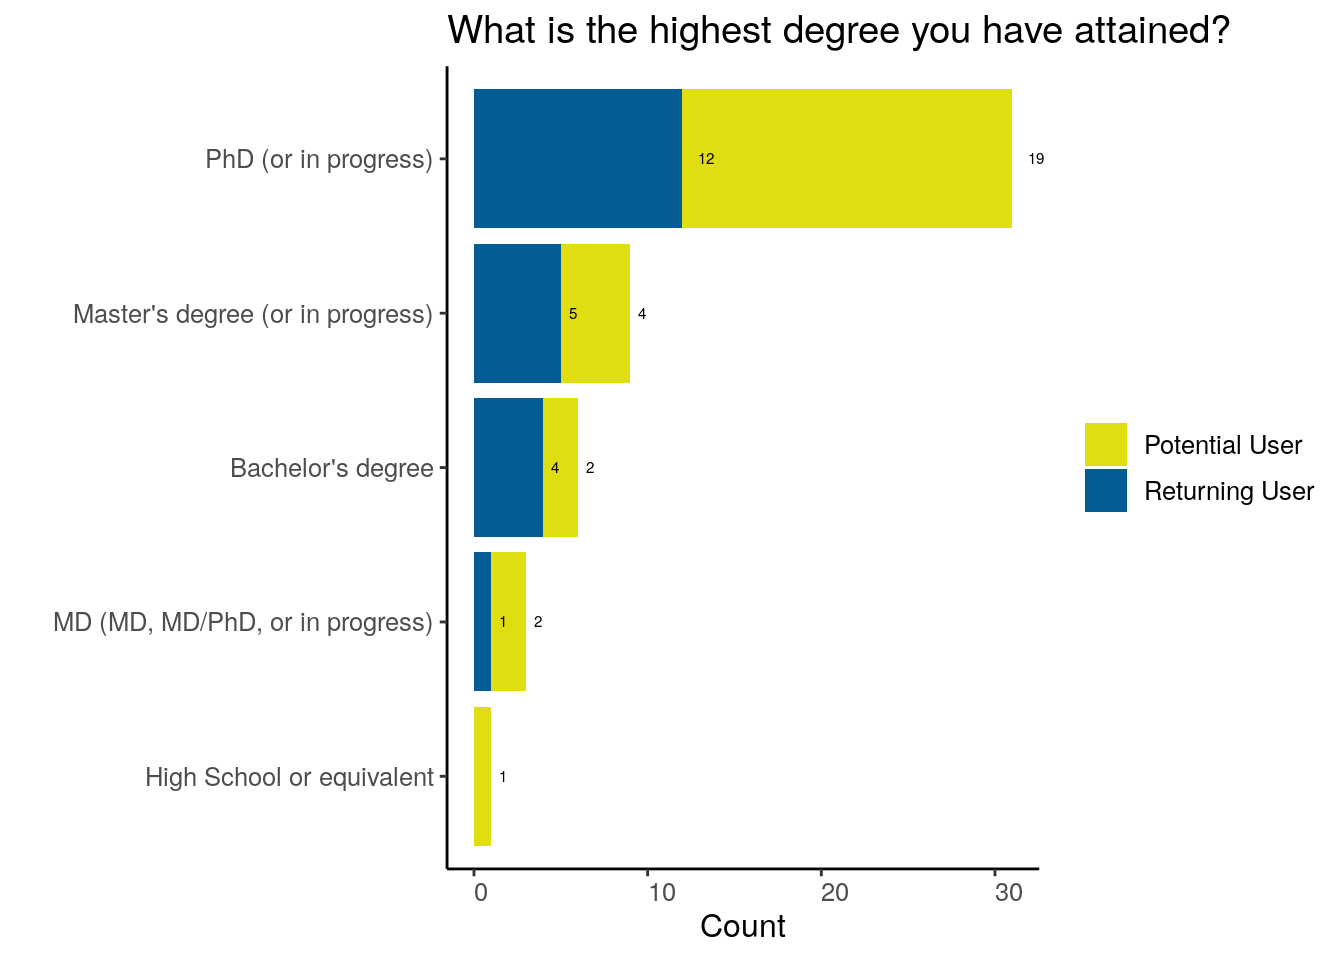 What is the highest degree you have attained?
PhD (or in progress)
12
19
Master's degree (or in progress)
5
4
Bachelor's degree
4
2
MD (MD, MD/PhD, or in progress)
1
2
High School or equivalent
1
Potential User
Returning User
0
10
20
30
Count